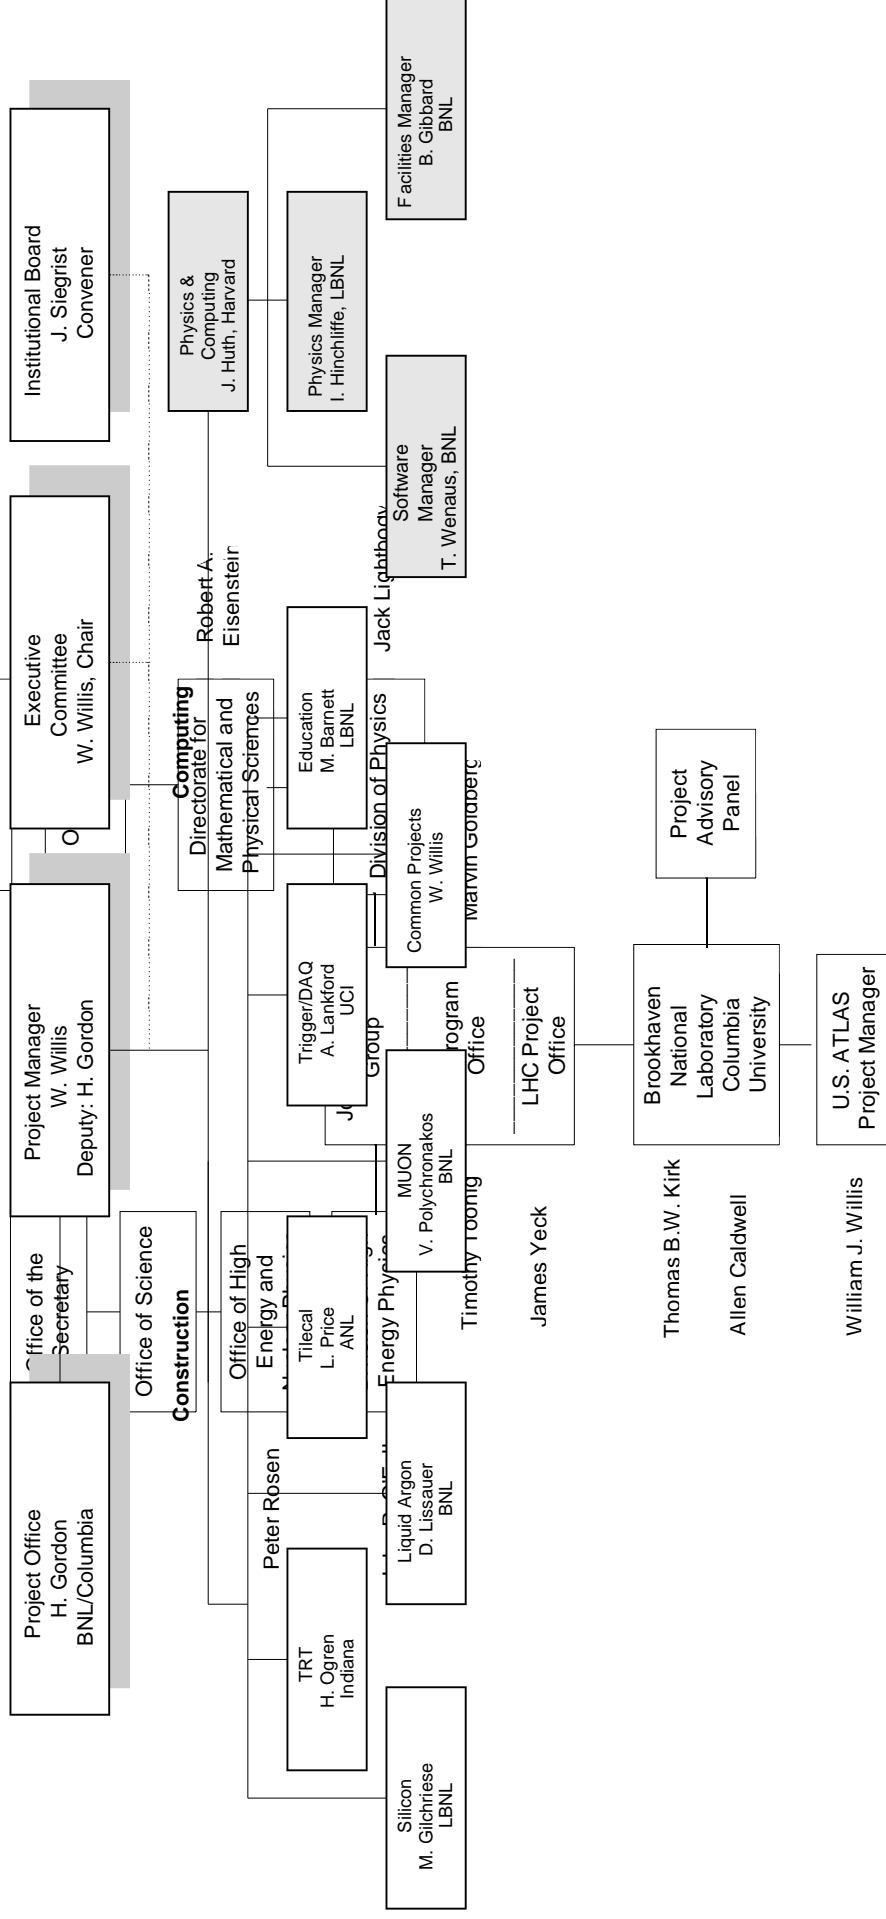 Project Office
H. Gordon
BNL/Columbia
Project Manager
W. Willis
Deputy: H. Gordon
Executive
Committee
W. Willis, Chair
Institutional Board
J. Siegrist
Convener
Office of the
Secretary
Office of Science
Construction
Computing
Directorate for
Mathematical and
Physical Sciences
Robert A.
Eisenstein
Physics &
Computing
J. Huth, Harvard
Office of High
Energy and
Peter Rosen
TRT
H. Ogren
Indiana
Tilecal
L. Price
ANL
Trigger/DAQ
A. Lankford
UCI
Education
M. Barnett
LBNL
Physics Manager
I. Hinchliffe, LBNL
Energy Physics
Group
Division of Physics
Jack Lightbody
Silicon
M. Gilchriese
LBNL
Liquid Argon
D. Lissauer
BNL
MUON
V. Polychronakos
BNL
Common Projects
W. Willis
Software
Manager
T. Wenaus, BNL
Facilities Manager
B. Gibbard
BNL
Timothy Toohig
Office
Marvin Goldberg
James Yeck
LHC Project
Office
Thomas B.W. Kirk
Allen Caldwell
Brookhaven
National
Laboratory
Columbia
University
Project
Advisory
Panel
William J. Willis
U.S. ATLAS
Project Manager